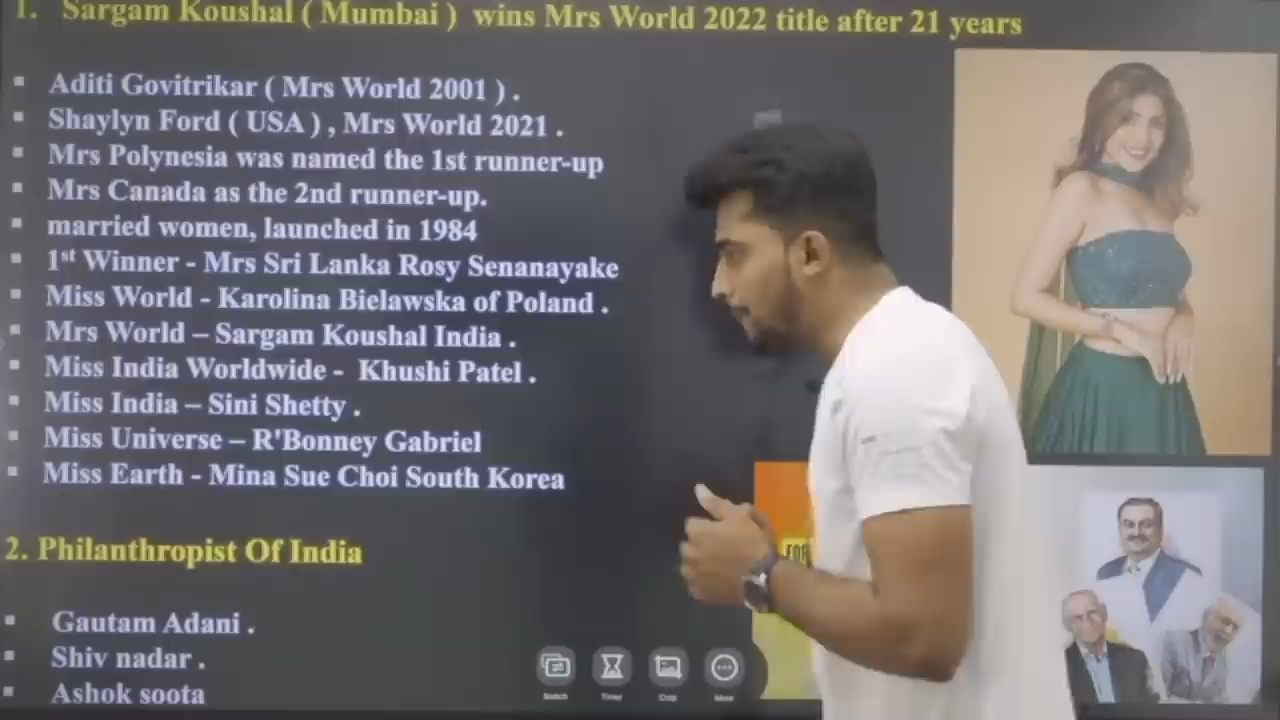 1. Sargam Koushal ( Mumbai ) wins Mrs World 2022 title after 21 years
▪ Aditi Govitrikar ( Mrs World 2001 ) .
▪ Shaylyn Ford ( USA ) , Mrs World 2021 .
▪ Mrs Polynesia was named the 1st runner-up
▪ Mrs Canada as the 2nd runner-up.
▪ married women, launched in 1984
▪ 1st Winner - Mrs Sri Lanka Rosy Senanayake
▪ Miss World - Karolina Bielawska of Poland .
▪ Mrs World – Sargam Koushal India .
▪ Miss India Worldwide - Khushi Patel .
▪ Miss India – Sini Shetty .
▪ Miss Universe – R'Bonney Gabriel
▪ Miss Earth - Mina Sue Choi South Korea
2. Philanthropist Of India
▪ Gautam Adani .
▪ Shiv nadar .
▪ Ashok soota
FOR